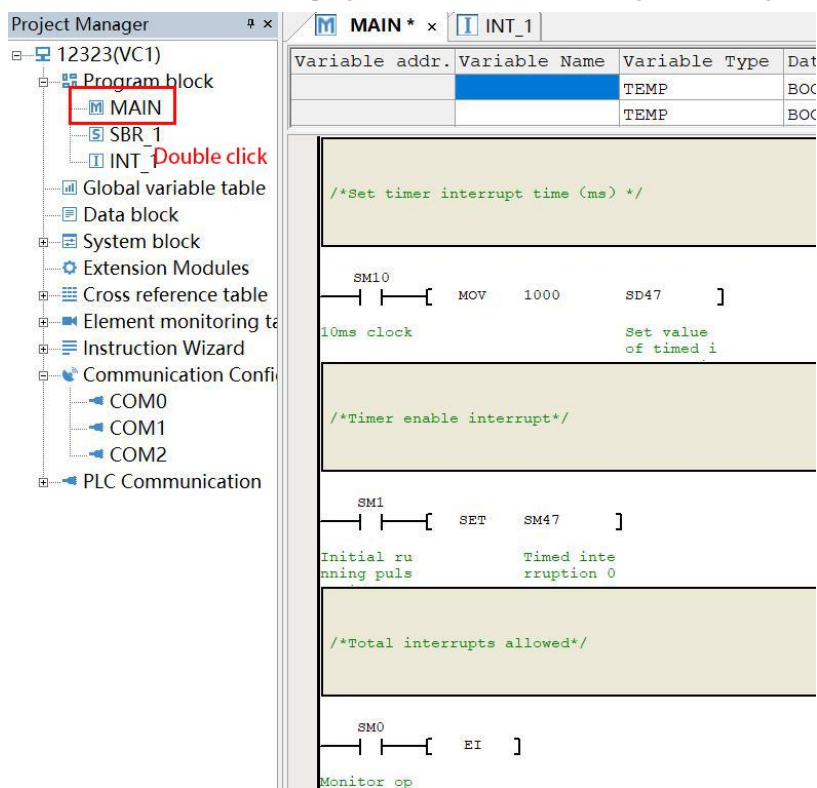 Project Manager
12323(VC1)
Program block
MAIN
SBR_1
INT_1
Double click
Global variable table
Data block
System block
Extension Modules
Cross reference table
Element monitoring ta
Instruction Wizard
Communication Confi
COM0
COM1
COM2
PLC Communication
MAIN * ×
INT_1
Variable addr. Variable Name Variable Type Dat
TEMP BOO
TEMP BOO
/*Set timer interrupt time (ms) */
SM10
MOV 1000 SD47
10ms clock Set value
of timed i
/*Timer enable interrupt*/
SM1
SET SM47
Initial ru Timed inte
nning puls rruption 0
/*Total interrupts allowed*/
SM0
EI
Monitor op